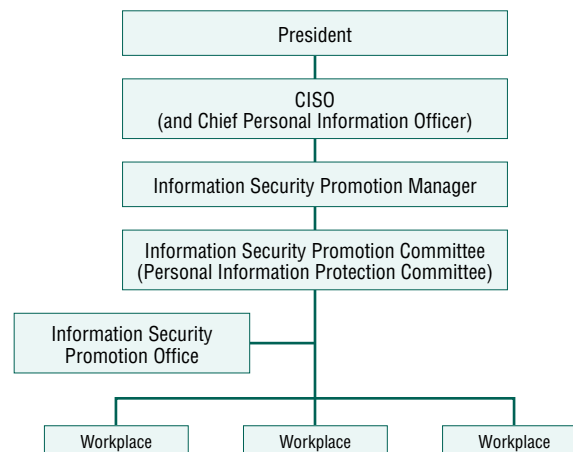 President
CISO
(and Chief Personal Information Officer)
Information Security Promotion Manager
Information Security Promotion Committee
(Personal Information Protection Committee)
Information Security
Promotion Office
Workplace
Workplace
Workplace